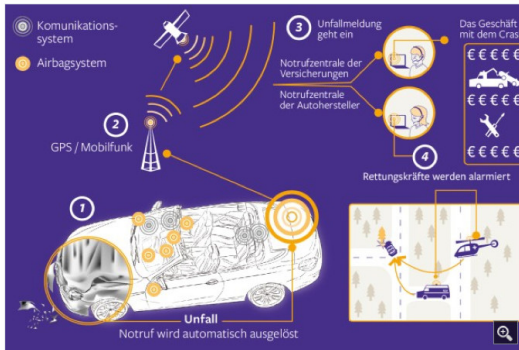 Komunikations-
system
Airbagsystem
3
Unfallmeldung
geht ein
Das Geschäft
mit dem Cras
Notrufzentrale der
Versicherungen
Notrufzentrale
der Autohersteller
€€€€€
€€€€€
€€€€€
2
GPS / Mobilfunk
4
Rettungskräfte werden alarmiert
1
Unfall
Notruf wird automatisch ausgelöst